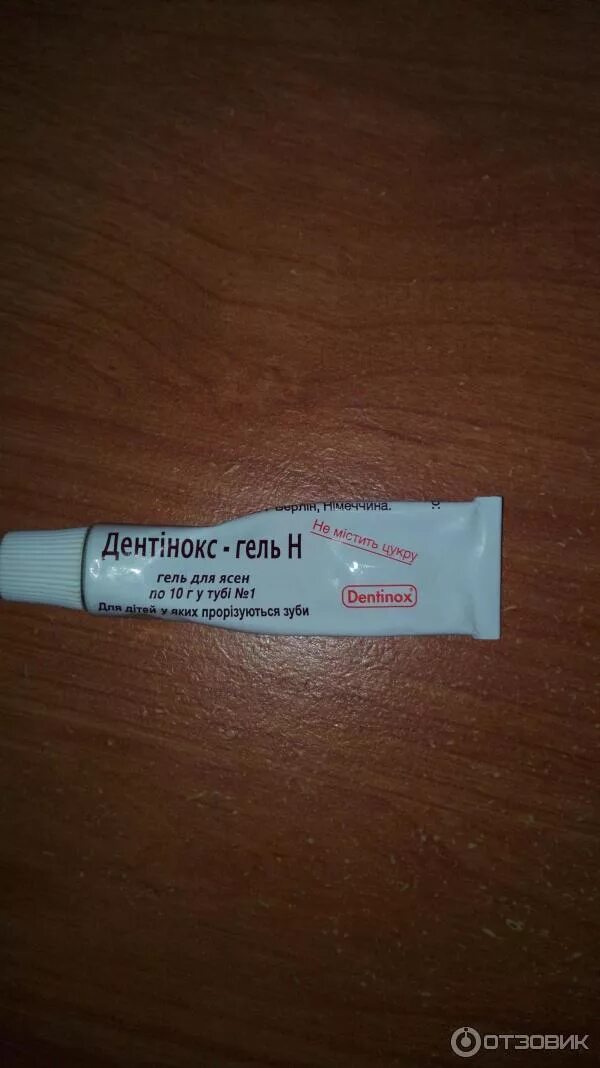 Берлін, Німеччина.
Не містить цукру
Дентінокс - гель Н
гель для ясен
по 10 г у тубі №1
Для дітей у яких прорізуються зуби
Dentinox®
ОТЗОВИК